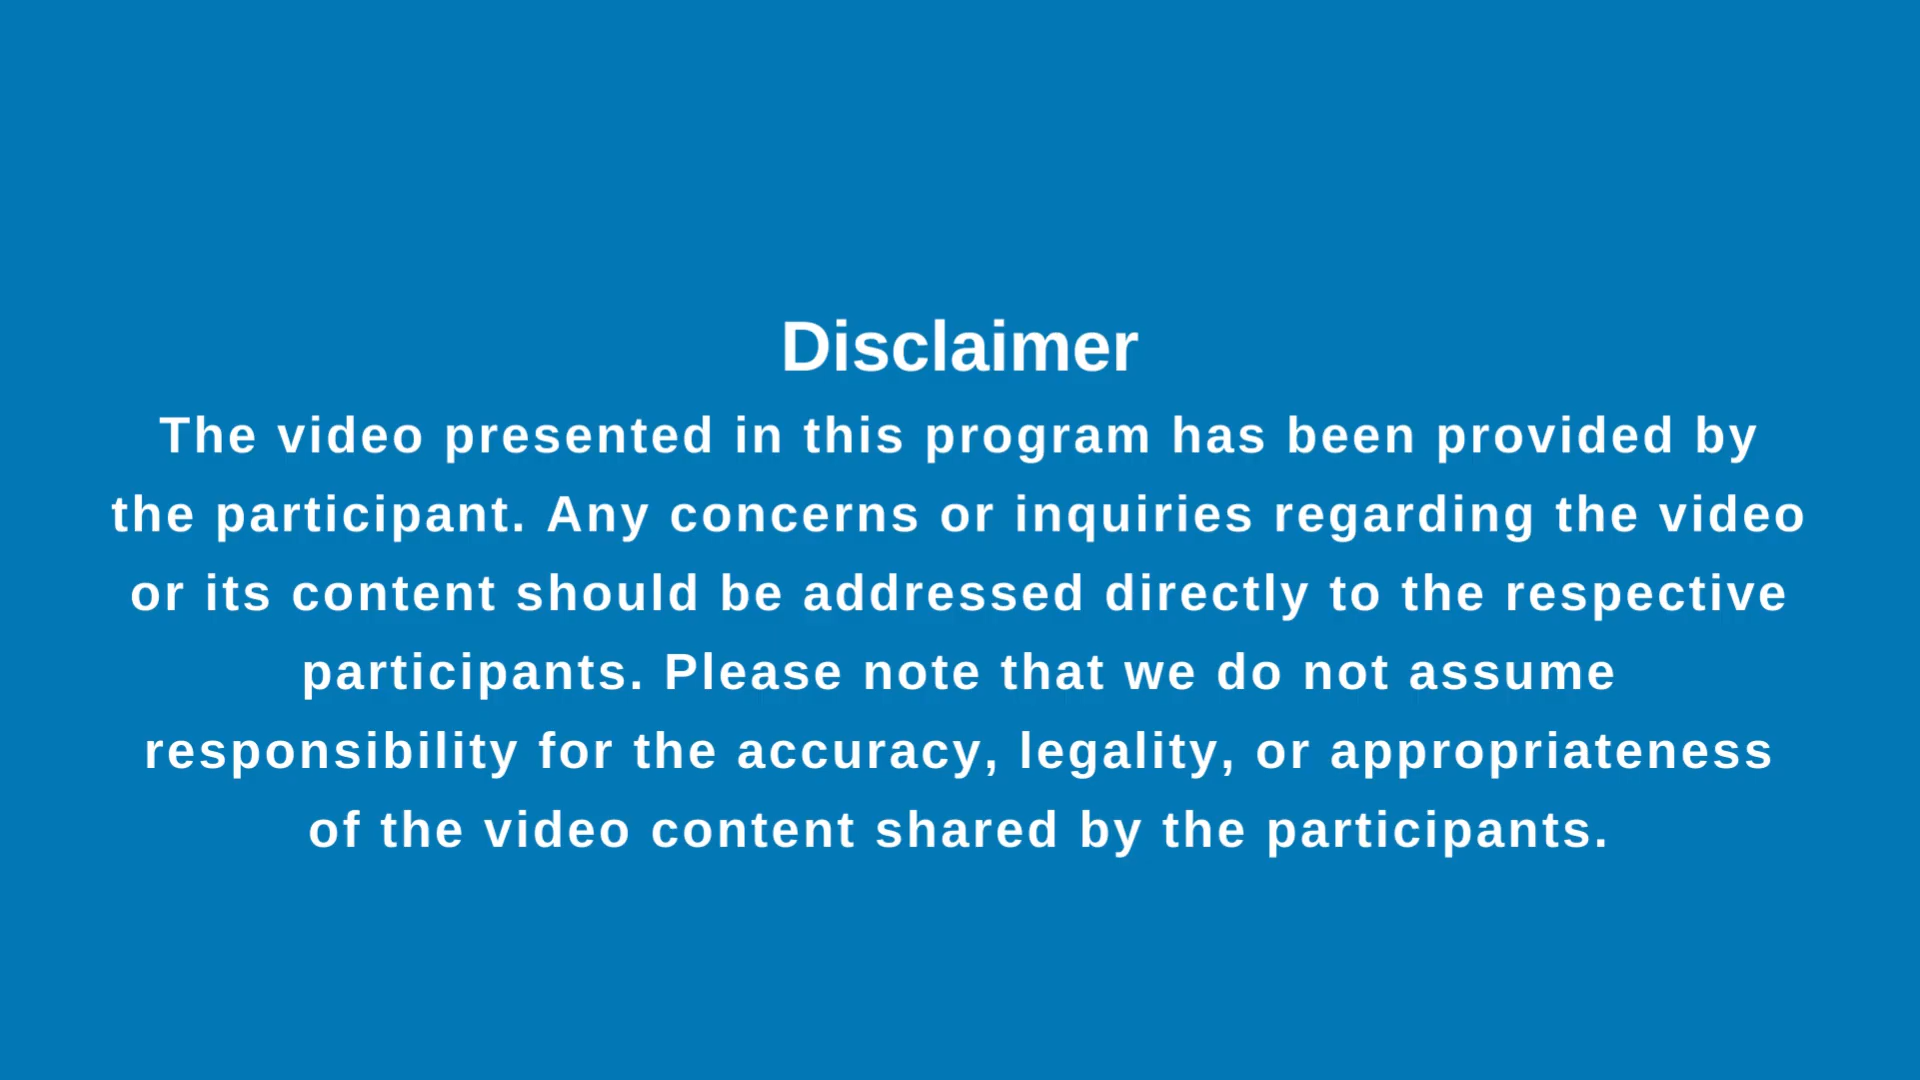 Disclaimer
The video presented in this program has been provided by
the participant. Any concerns or inquiries regarding the video
or its content should be addressed directly to the respective
participants. Please note that we do not assume
responsibility for the accuracy, legality, or appropriateness
of the video content shared by the participants.